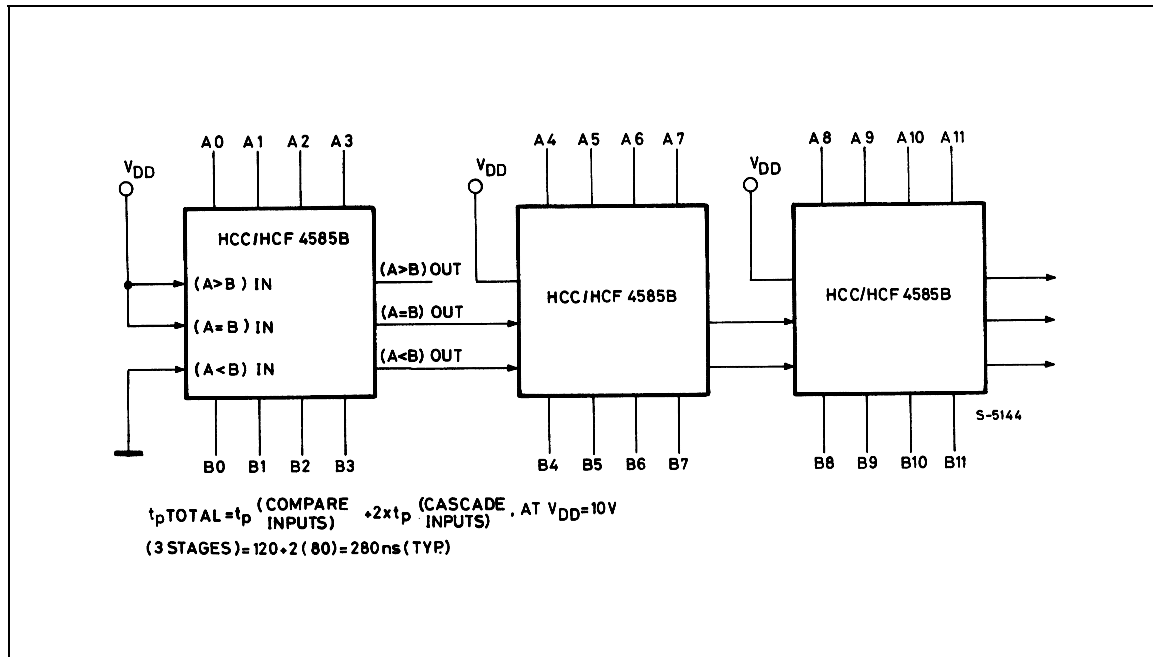 A0 A1 A2 A3
A4 A5 A6 A7
A8 A9 A10 A11
VDD
VDD
VDD
HCC/HCF 4585B
(A>B) IN
(A=B) IN
(A<B) IN
(A>B) OUT
(A=B) OUT
(A<B) OUT
HCC/HCF 4585B
HCC/HCF 4585B
S-5144
B0 B1 B2 B3
B4 B5 B6 B7
B8 B9 B10 B11
tp TOTAL = tp (COMPARE INPUTS) + 2x tp (CASCADE INPUTS), AT VDD=10V
(3 STAGES)=120+2(80)=280ns(TYP.)